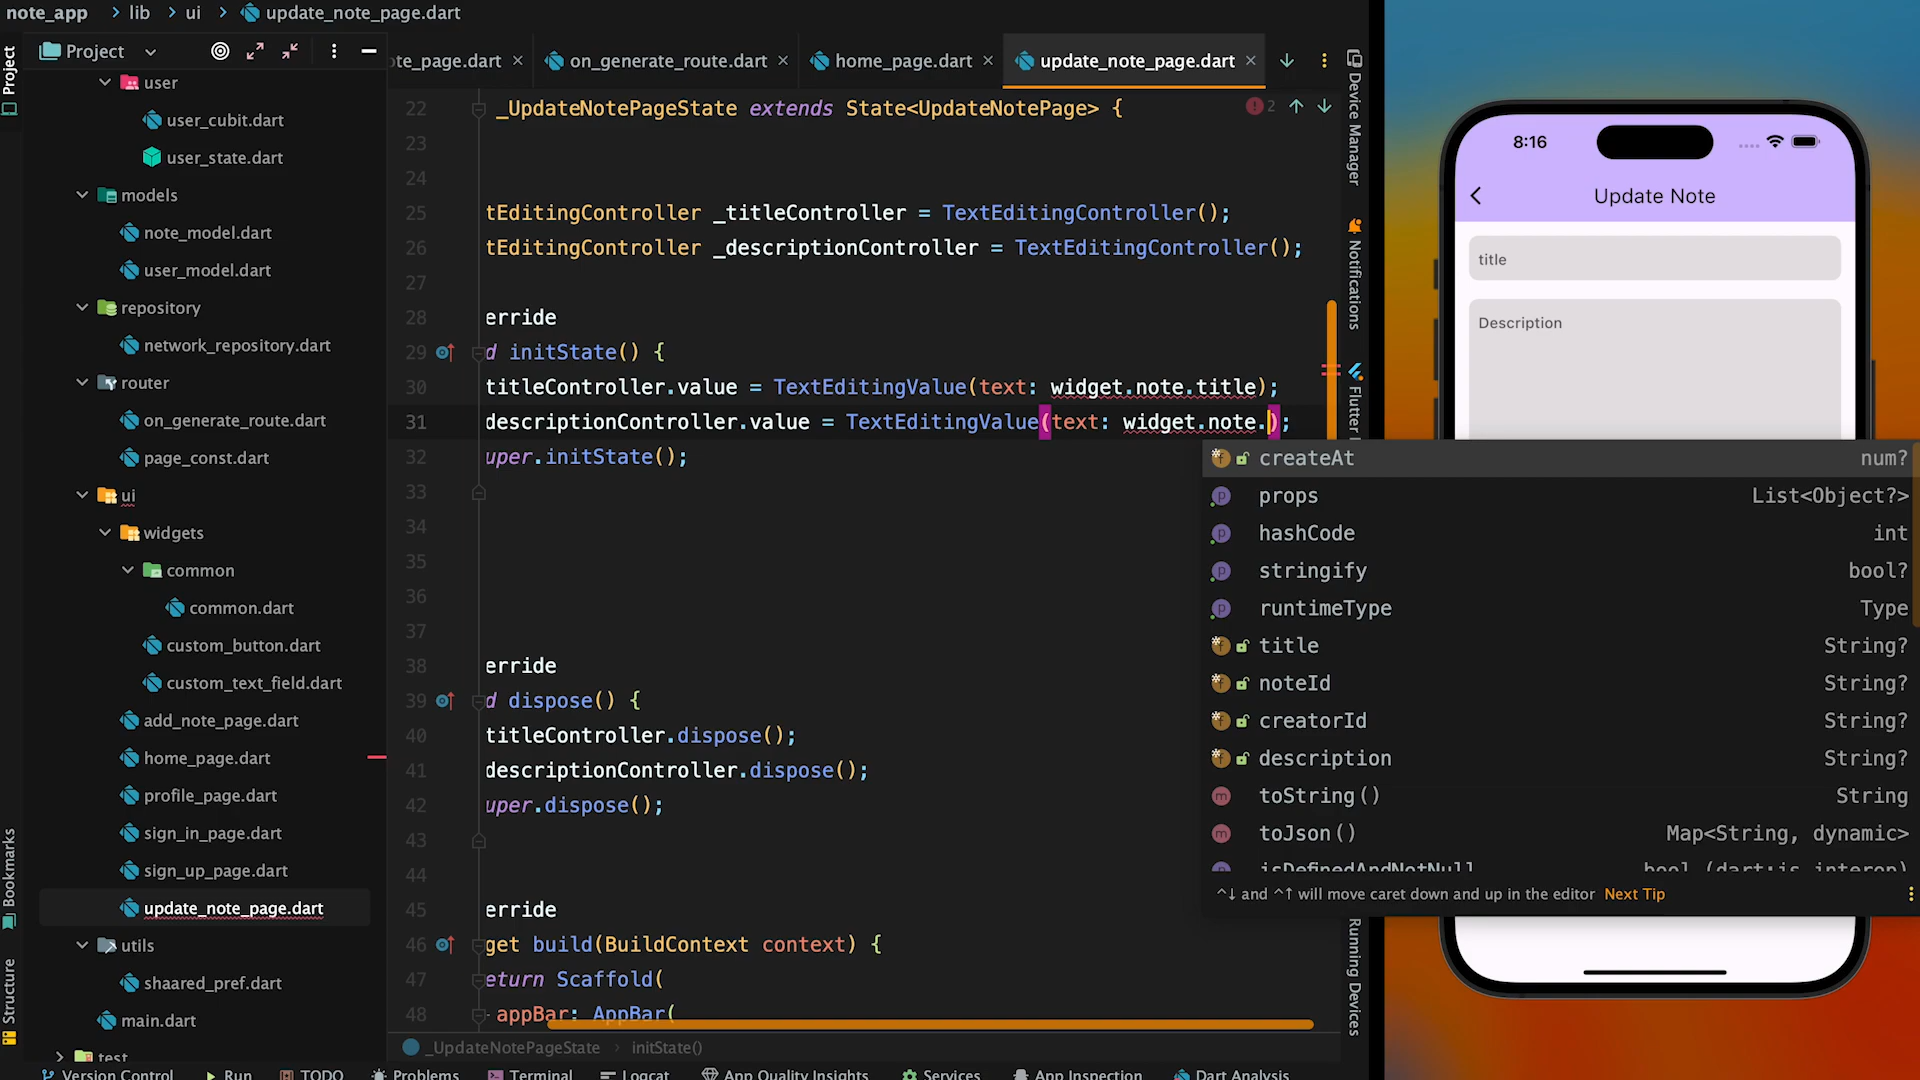 note_app > lib > ui > update_note_page.dart
Project
te_page.dart
on_generate_route.dart
home_page.dart
update_note_page.dart
Project
user
user_cubit.dart
user_state.dart
models
note_model.dart
user_model.dart
repository
network_repository.dart
router
on_generate_route.dart
page_const.dart
ui
widgets
common
common.dart
custom_button.dart
custom_text_field.dart
add_note_page.dart
home_page.dart
profile_page.dart
sign_in_page.dart
sign_up_page.dart
update_note_page.dart
utils
shaared_pref.dart
main.dart
test
Bookmarks
Structure
22 _UpdateNotePageState extends State<UpdateNotePage> { 2
23
24
25 tEditingController _titleController = TextEditingController();
26 tEditingController _descriptionController = TextEditingController();
27
28 erride
29 d initState() {
30 titleController.value = TextEditingValue(text: widget.note.title);
31 descriptionController.value = TextEditingValue(text: widget.note.);
32 uper.initState();
33
34
35
36
37
38 erride
39 d dispose() {
40 titleController.dispose();
41 descriptionController.dispose();
42 uper.dispose();
43
44
45 erride
46 get build(BuildContext context) {
47 eturn Scaffold(
48 appBar: AppBar(
createAt num?
props List<Object?>
hashCode int
stringify bool?
runtimeType Type
title String?
noteId String?
creatorId String?
description String?
toString() String
toJson() Map<String, dynamic>
isDefinedAndNotNull bool (dart:js_interop)
^↓ and ^↑ will move caret down and up in the editor Next Tip
_UpdateNotePageState > initState()
Device Manager
Notifications
Running Devices
8:16
Update Note
title
Description
Version Control
Run
TODO
Problems
Terminal
Logcat
App Quality Insights
Services
App Inspection
Dart Analysis